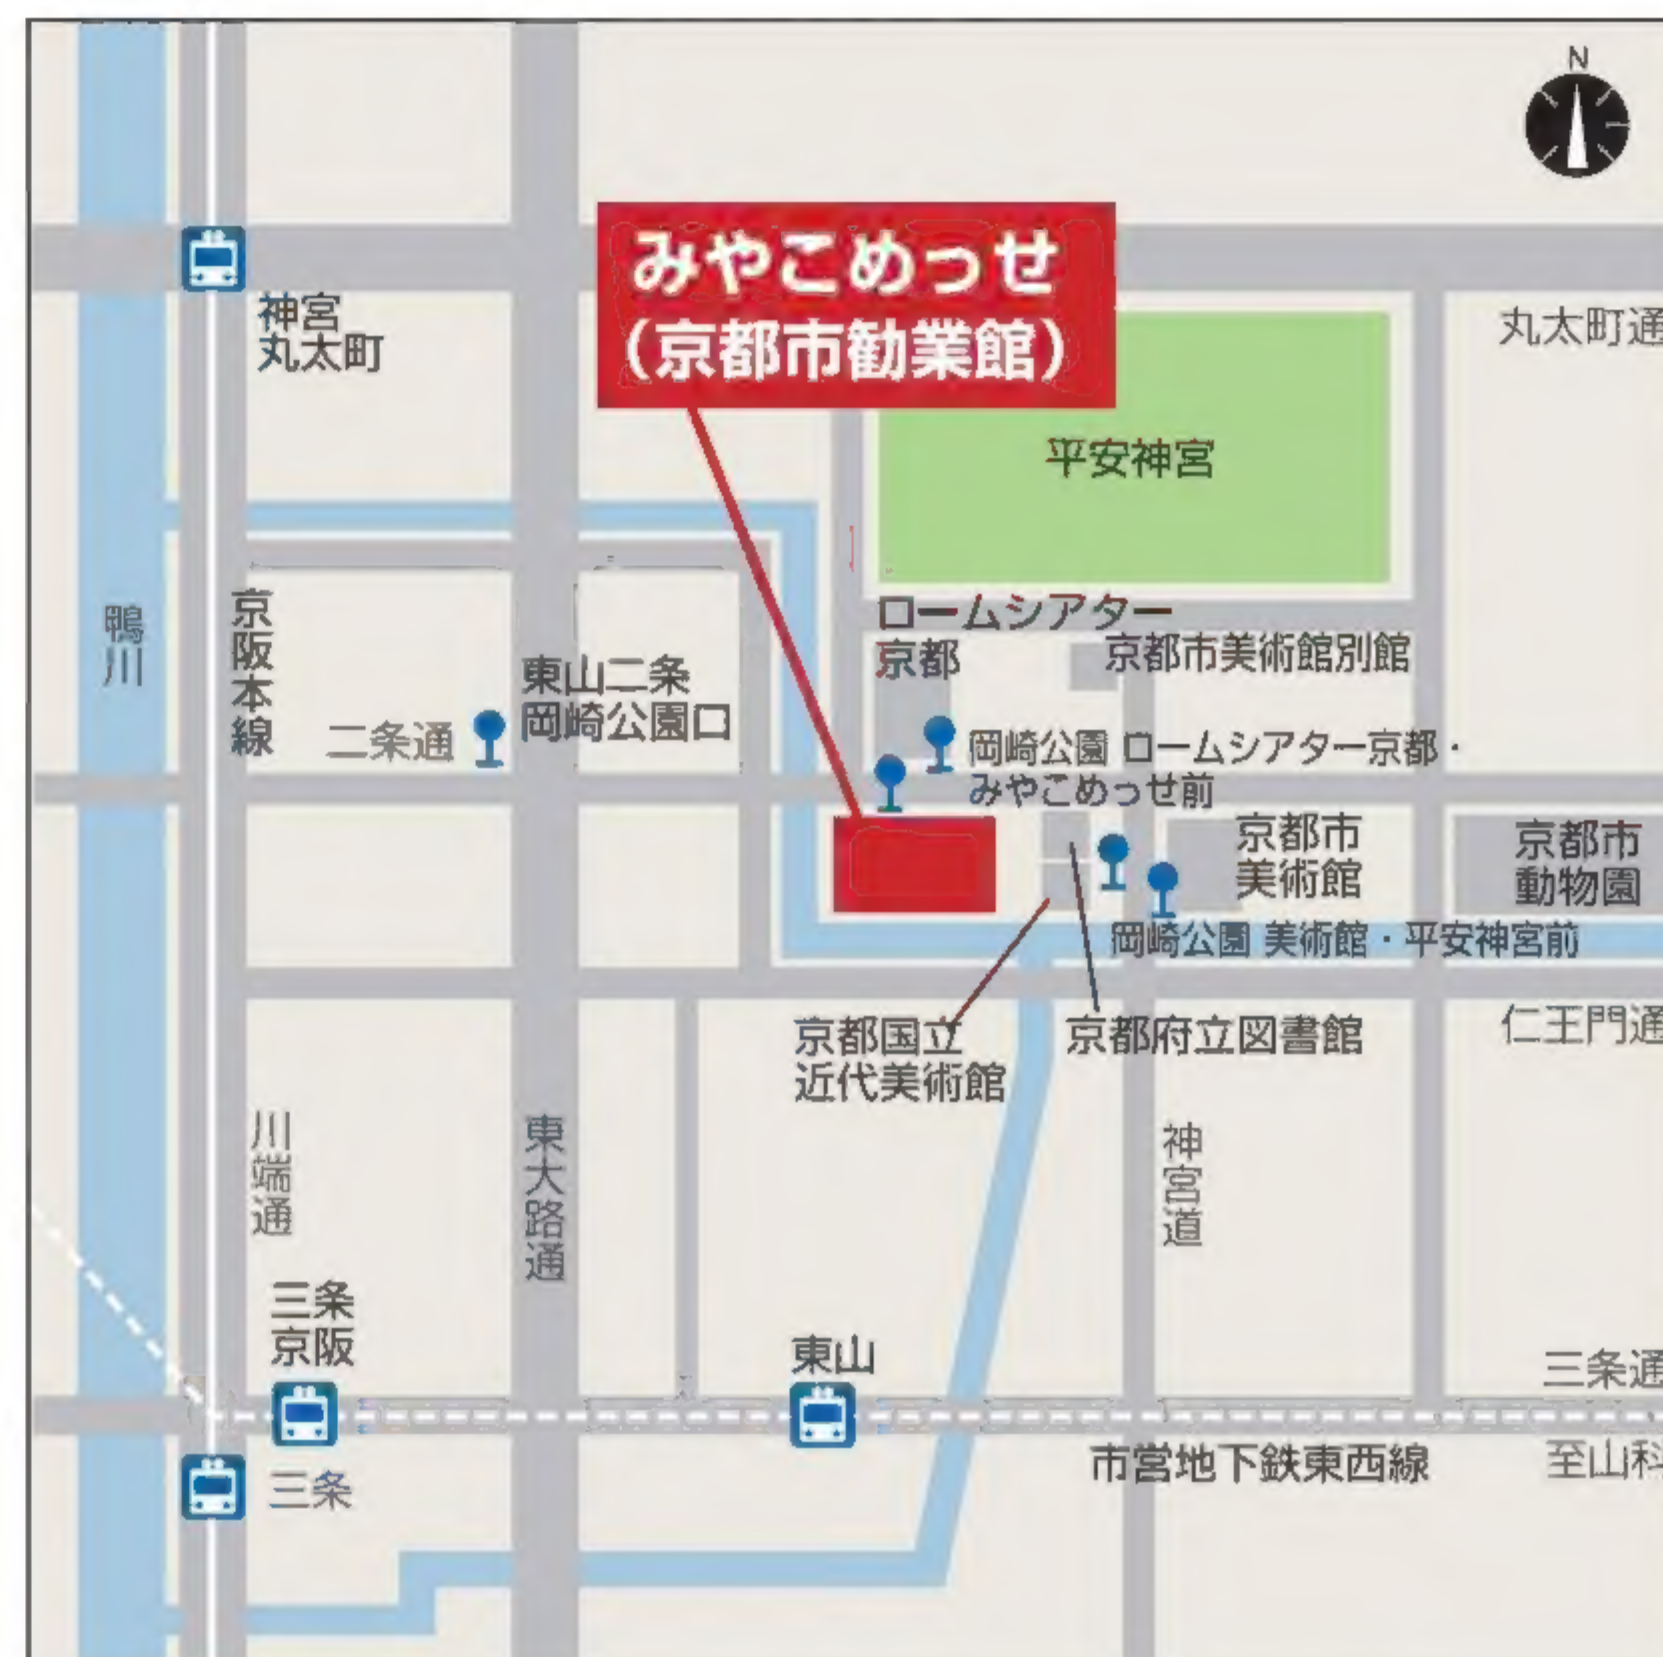 N
みやこめっせ
（京都市勧業館）
神宮
丸太町
丸太町通
平安神宮
鴨川
京阪本線
ロームシアター
京都
京都市美術館別館
東山二条
岡崎公園口
二条通
岡崎公園 ロームシアター京都・
みやこめっせ前
京都市
美術館
京都市
動物園
岡崎公園 美術館・平安神宮前
京都国立
近代美術館
京都府立図書館
仁王門通
川端通
東大路通
神宮道
三条
京阪
東山
三条通
三条
市営地下鉄東西線
至山科